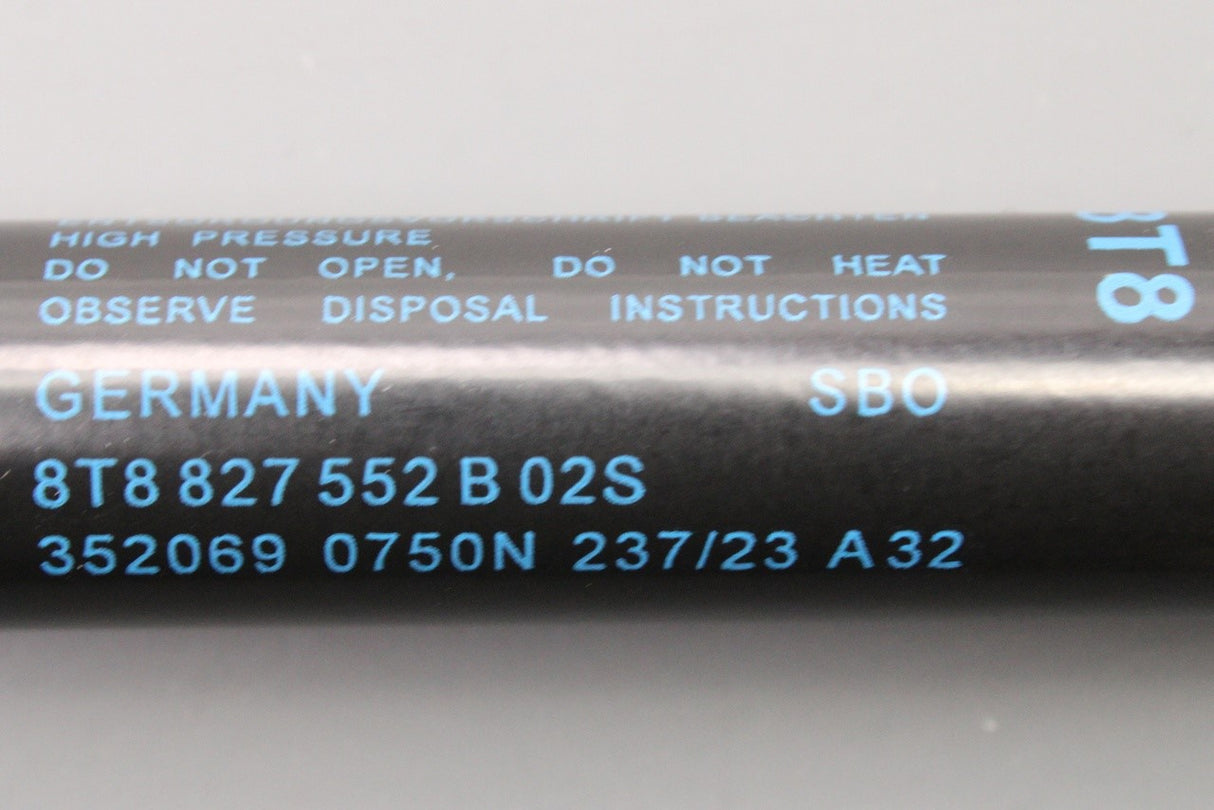 HIGH PRESSURE
DO NOT OPEN, DO NOT HEAT
OBSERVE DISPOSAL INSTRUCTIONS
GERMANY SBO
8T8 827 552 B 02S
352069 0750N 237/23 A 32
8T8